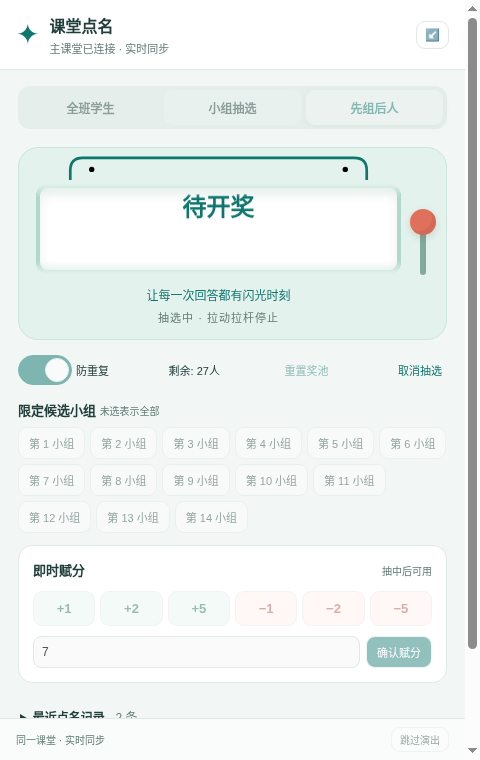 课堂点名
主课堂已连接 · 实时同步
全班学生 小组抽选 先组后人
待开奖
让每一次回答都有闪光时刻
抽选中 · 拉动拉杆停止
防重复 剩余: 27人 重置奖池 取消抽选
限定候选小组 未选表示全部
第 1 小组 第 2 小组 第 3 小组 第 4 小组 第 5 小组 第 6 小组
第 7 小组 第 8 小组 第 9 小组 第 10 小组 第 11 小组
第 12 小组 第 13 小组 第 14 小组
即时赋分 抽中后可用
+1 +2 +5 −1 −2 −5
7 确认赋分
最近点名记录 2 条
同一课堂 · 实时同步 跳过演出